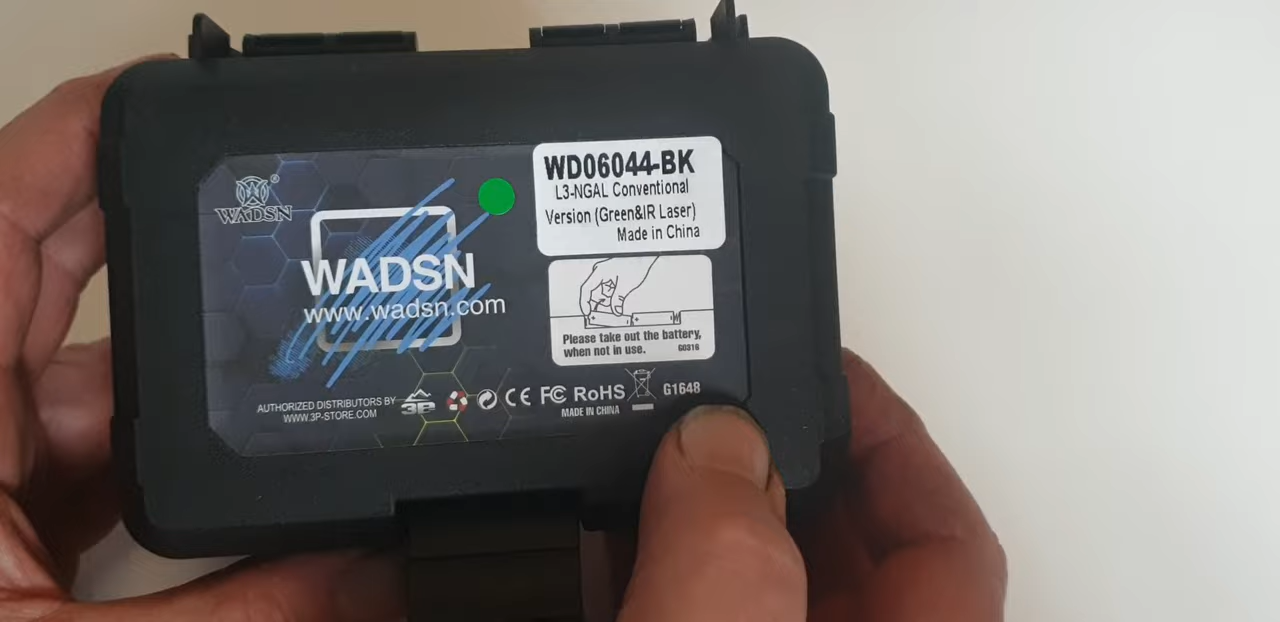 WADSN
WADSN
www.wadsn.com
WD06044-BK
L3-NGAL Conventional
Version (Green&IR Laser)
Made in China
Please take out the battery,
when not in use.
G0316
AUTHORIZED DISTRIBUTORS BY
WWW.3P-STORE.COM
3P
CE FC RoHS
MADE IN CHINA
G1648